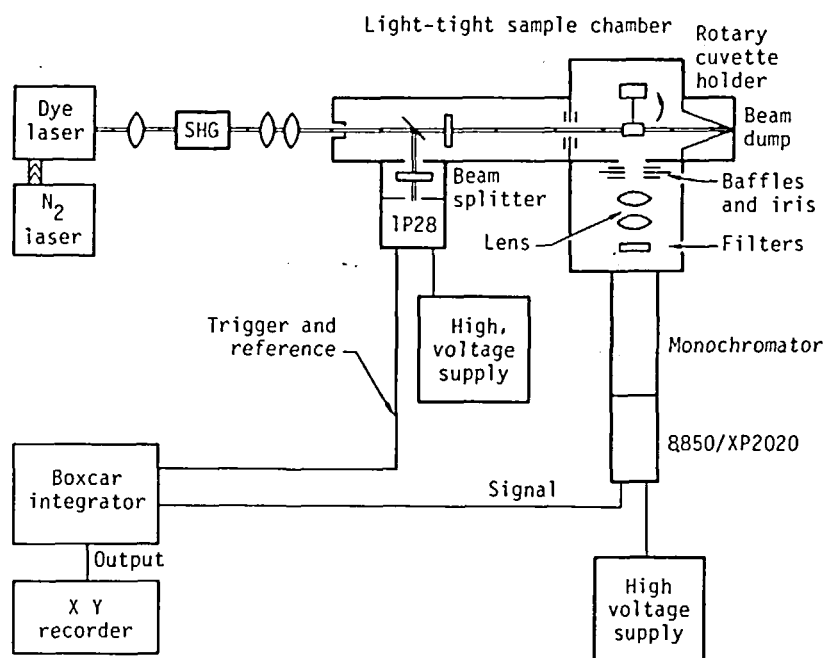 Light-tight sample chamber
Rotary
cuvette
holder
Dye
laser
SHG
Beam
dump
N2
laser
Beam
splitter
1P28
Baffles
and iris
Lens
Filters
Trigger and
reference
High,
voltage
supply
Monochromator
8850/XP2020
Boxcar
integrator
Signal
Output
X Y
recorder
High
voltage
supply